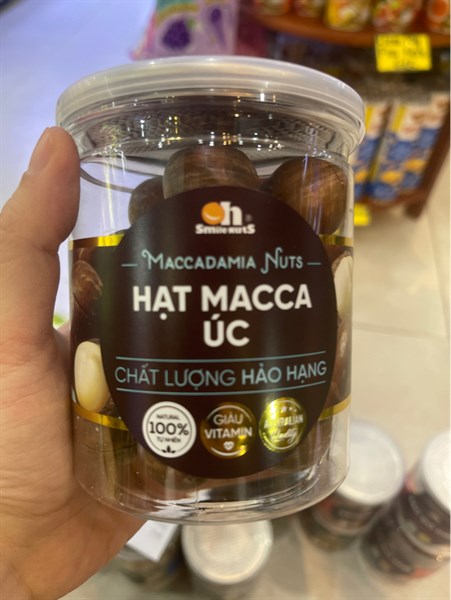 oh ®
smile nuts
MACCADAMIA NUTS
HẠT MACCA
ÚC
CHẤT LƯỢNG HẢO HẠNG
NATURAL
100%
TỰ NHIÊN
GIÀU
VITAMIN
AUSTRALIAN
Quality